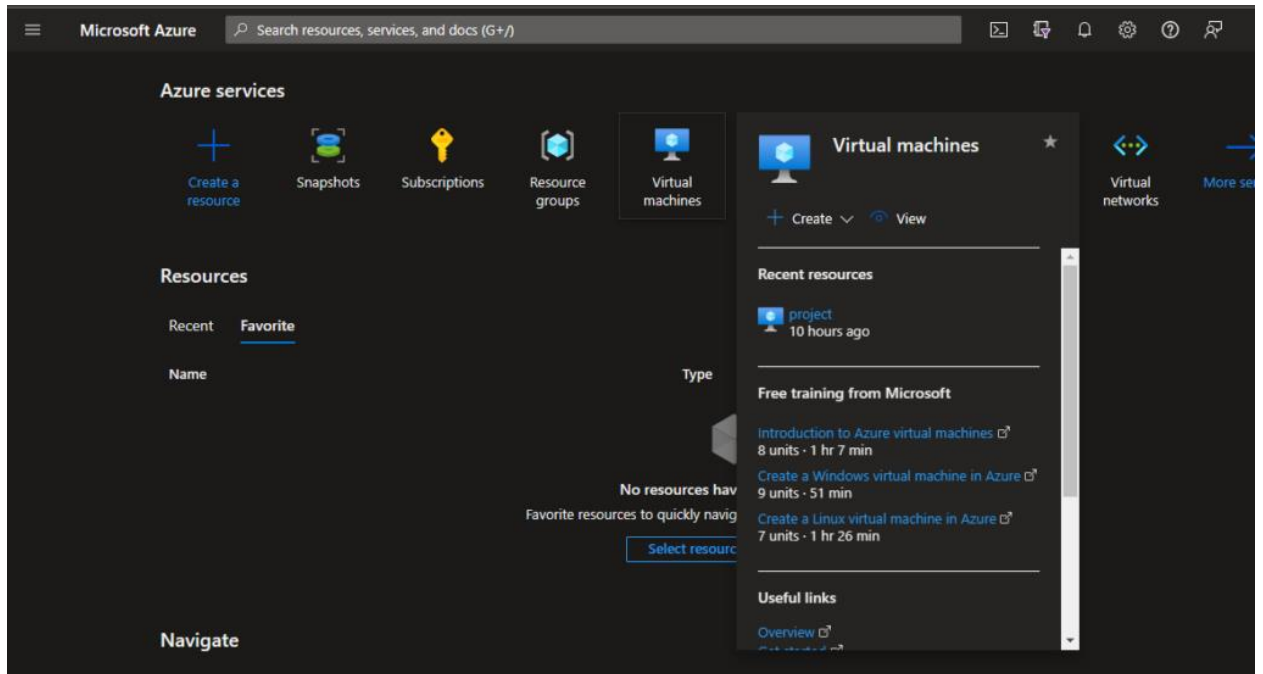 Microsoft Azure
Search resources, services, and docs (G+/)
Azure services
Create a
resource
Snapshots
Subscriptions
Resource
groups
Virtual
machines
Virtual machines
Create
View
Virtual
networks
More se
Resources
Recent Favorite
Name Type
No resources hav
Favorite resources to quickly navig
Select resourc
Recent resources
project
10 hours ago
Free training from Microsoft
Introduction to Azure virtual machines
8 units · 1 hr 7 min
Create a Windows virtual machine in Azure
9 units · 51 min
Create a Linux virtual machine in Azure
7 units · 1 hr 26 min
Useful links
Overview
Get started
Navigate